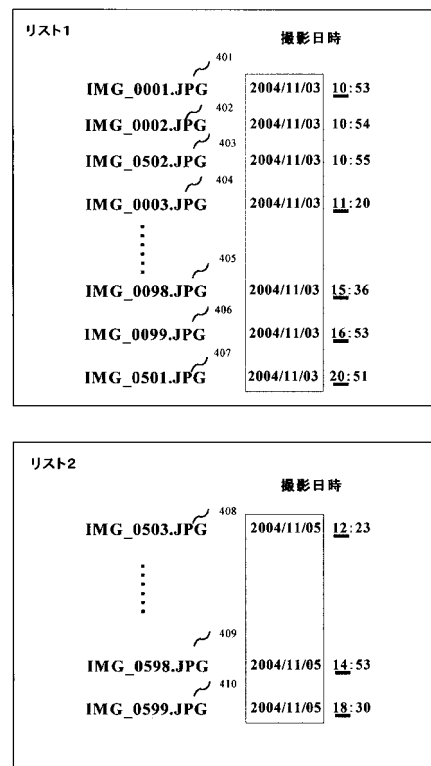 リスト1
撮影日時
401
IMG_0001.JPG 2004/11/03 10:53
402
IMG_0002.JPG 2004/11/03 10:54
403
IMG_0502.JPG 2004/11/03 10:55
404
IMG_0003.JPG 2004/11/03 11:20
405
IMG_0098.JPG 2004/11/03 15:36
406
IMG_0099.JPG 2004/11/03 16:53
407
IMG_0501.JPG 2004/11/03 20:51
リスト2
撮影日時
408
IMG_0503.JPG 2004/11/05 12:23
409
IMG_0598.JPG 2004/11/05 14:53
410
IMG_0599.JPG 2004/11/05 18:30